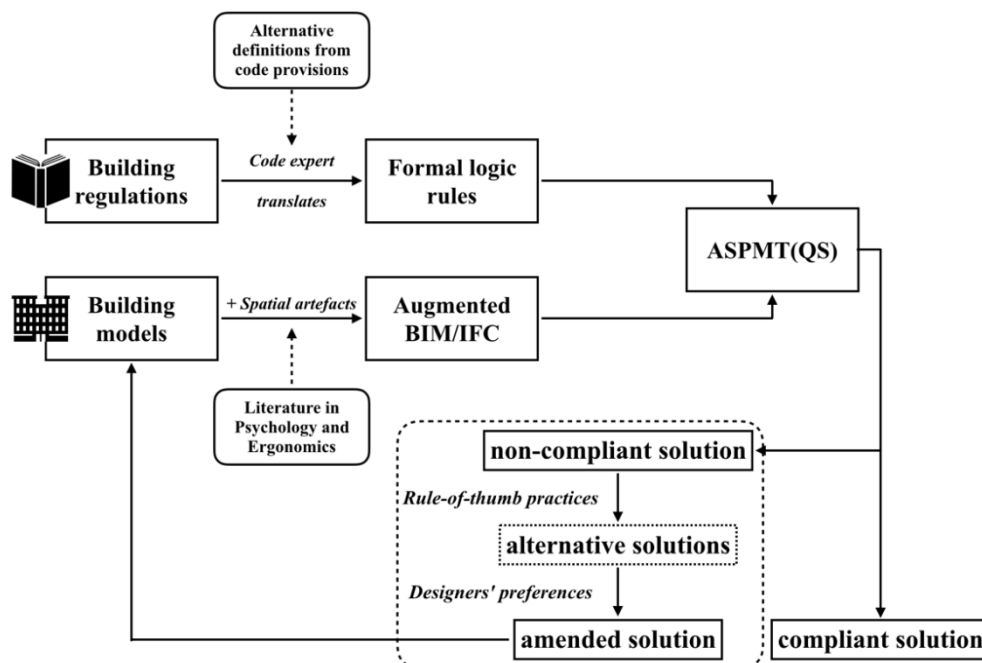 Alternative
definitions from
code provisions
Building
regulations
Code expert
translates
Formal logic
rules
ASPMT(QS)
Building
models
+ Spatial artefacts
Augmented
BIM/IFC
Literature in
Psychology and
Ergonomics
non-compliant solution
Rule-of-thumb practices
alternative solutions
Designers' preferences
amended solution
compliant solution